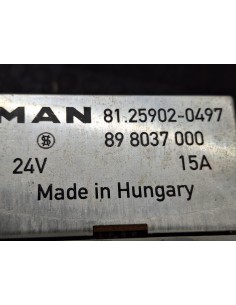 MAN 81.25902-0497
89 8037 000
24V 15A
Made in Hungary